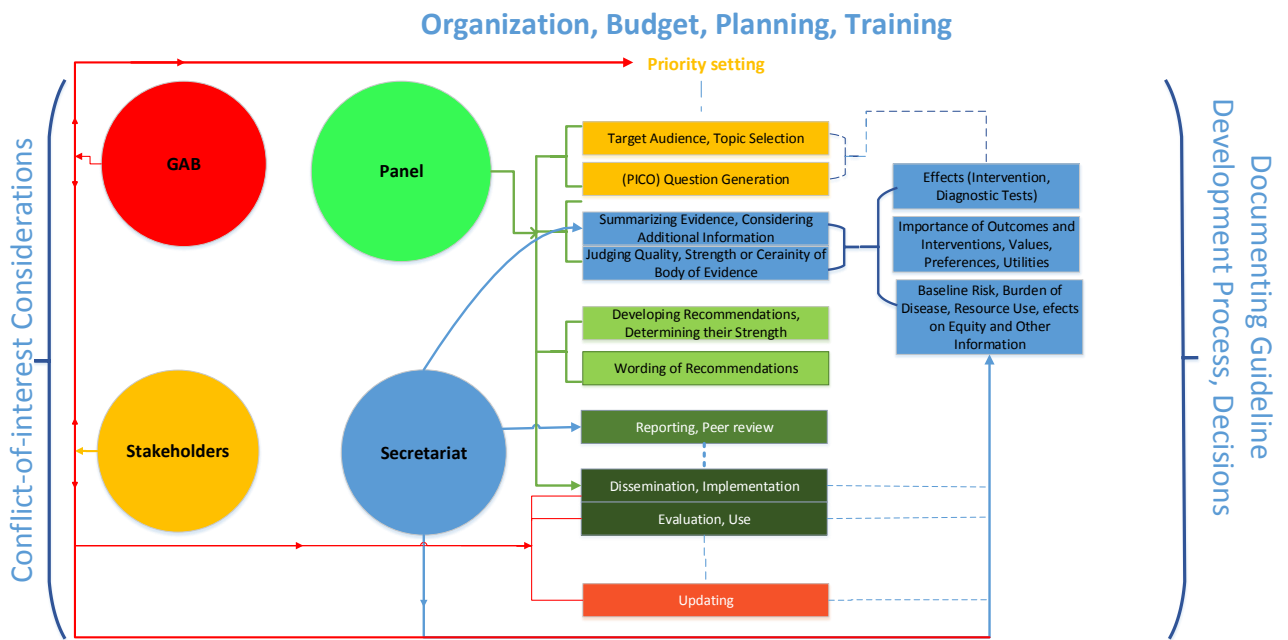 Organization, Budget, Planning, Training
Priority setting
Conflict-of-interest Considerations
GAB
Panel
Stakeholders
Secretariat
Target Audience, Topic Selection
(PICO) Question Generation
Summarizing Evidence, Considering
Additional Information
Judging Quality, Strength or Cerainity of
Body of Evidence
Developing Recommendations,
Determining their Strength
Wording of Recommendations
Reporting, Peer review
Dissemination, Implementation
Evaluation, Use
Updating
Effects (Intervention,
Diagnostic Tests)
Importance of Outcomes and
Interventions, Values,
Preferences, Utilities
Baseline Risk, Burden of
Disease, Resource Use, efects
on Equity and Other
Information
Documenting Guideline
Development Process, Decisions